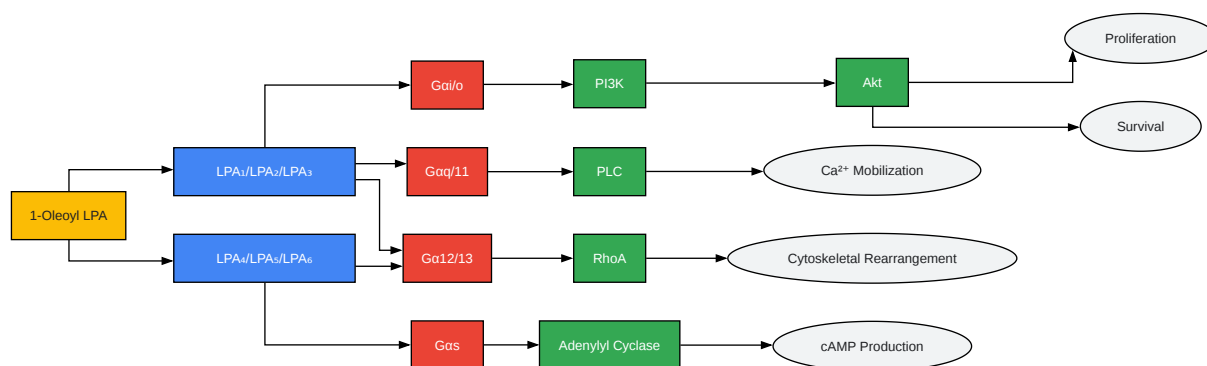 Proliferation
Gαi/o
PI3K
Akt
Survival
LPA₁/LPA₂/LPA₃
Gαq/11
PLC
Ca²⁺ Mobilization
1-Oleoyl LPA
LPA₄/LPA₅/LPA₆
Gα12/13
RhoA
Cytoskeletal Rearrangement
Gαs
Adenylyl Cyclase
cAMP Production